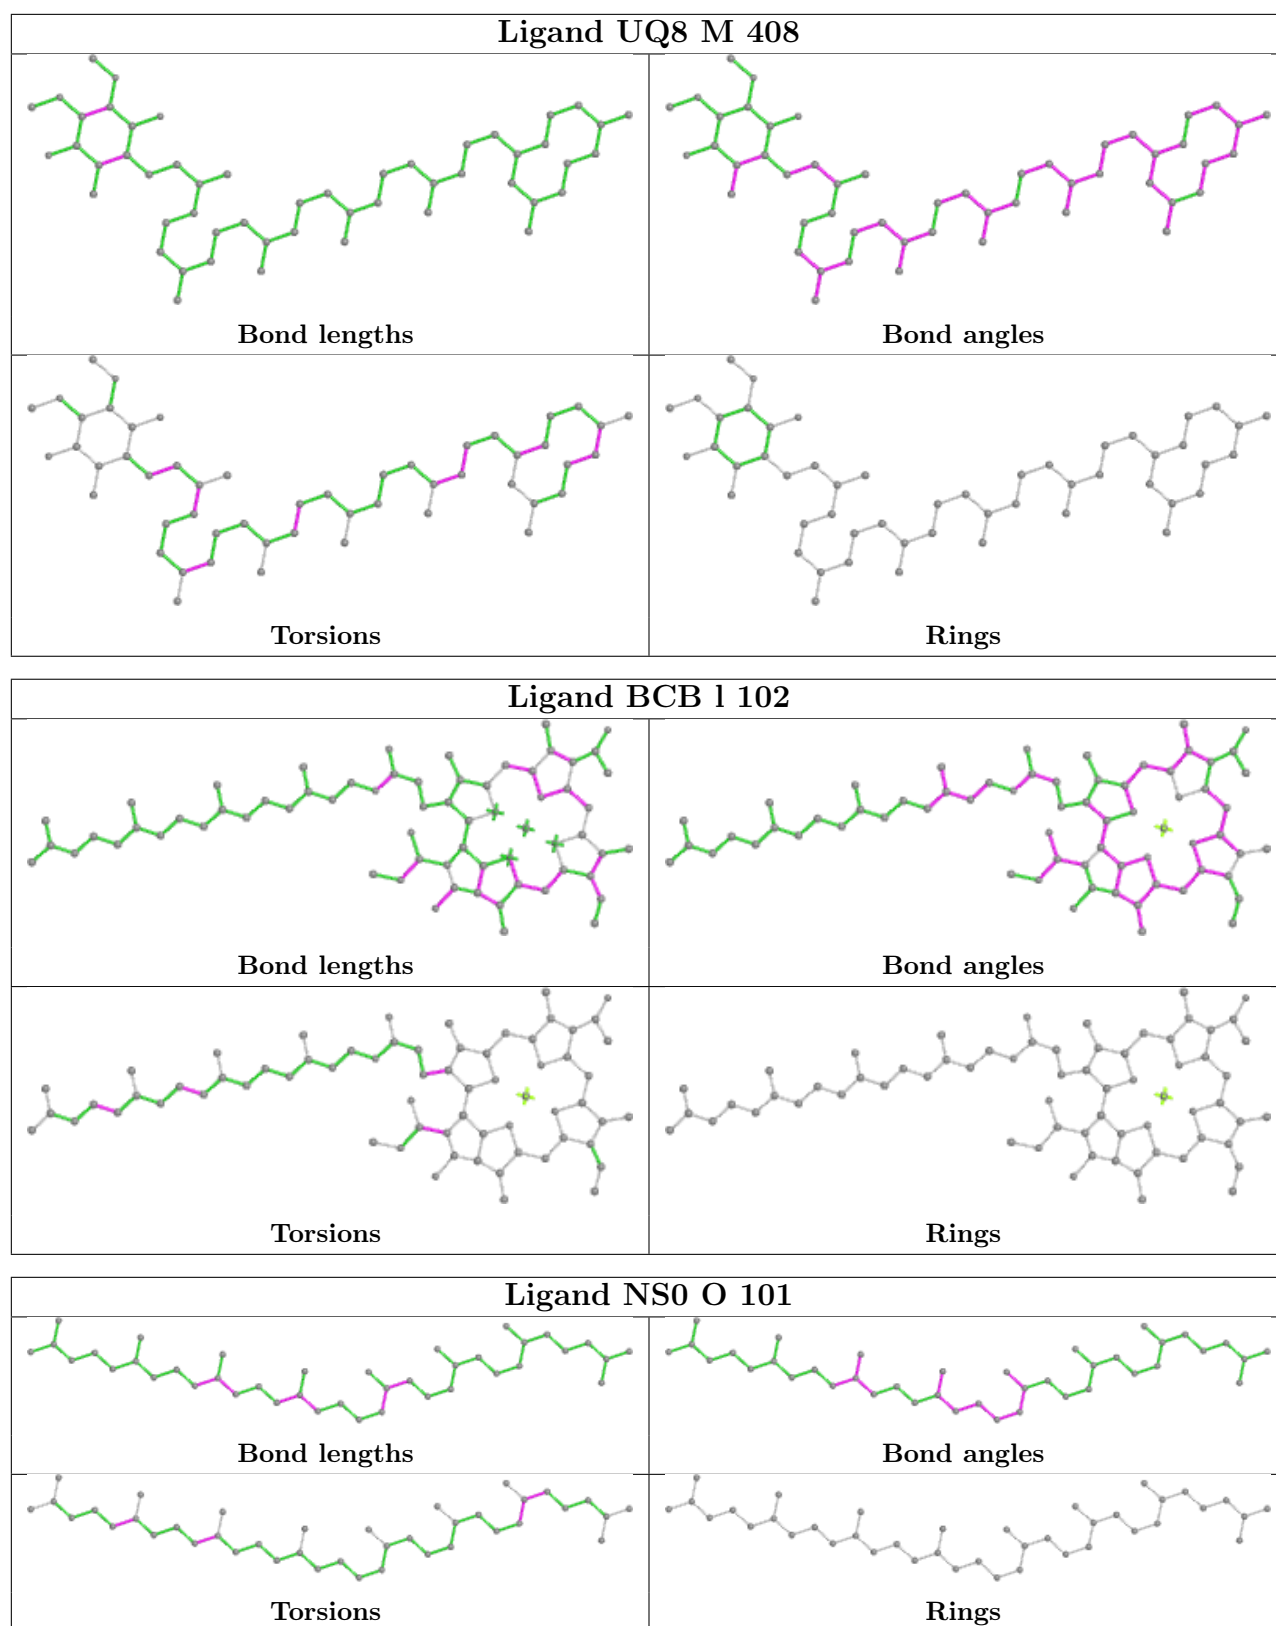 Ligand UQ8 M 408
Bond lengths
Bond angles
Torsions
Rings
Ligand BCB l 102
Bond lengths
Bond angles
Torsions
Rings
Ligand NS0 O 101
Bond lengths
Bond angles
Torsions
Rings